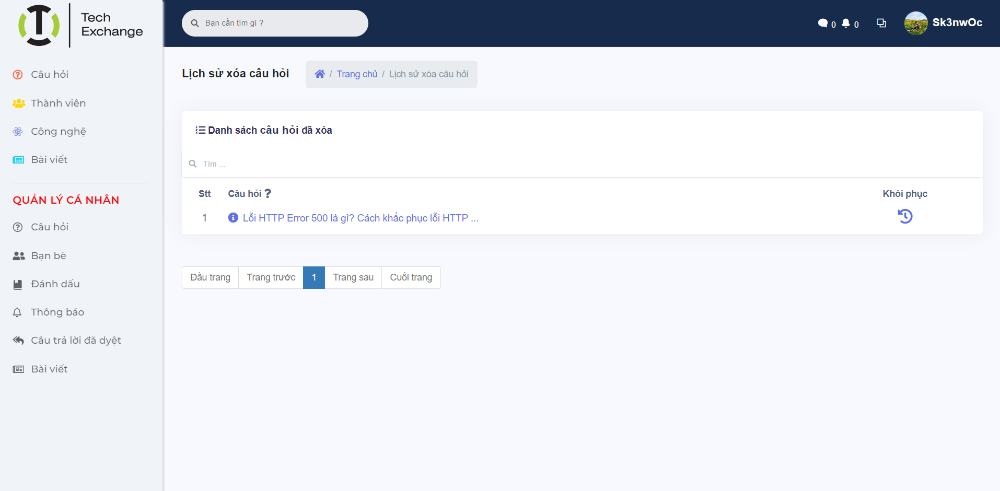 Tech
Exchange
Bạn cần tìm gì ?
0 0
Sk3nwOc
Câu hỏi
Thành viên
Công nghệ
Bài viết
QUẢN LÝ CÁ NHÂN
Câu hỏi
Bạn bè
Đánh dấu
Thông báo
Câu trả lời đã dyệt
Bài viết
Lịch sử xóa câu hỏi
/ Trang chủ / Lịch sử xóa câu hỏi
Danh sách câu hỏi đã xóa
Tìm ...
Stt Câu hỏi ? Khôi phục
1 Lỗi HTTP Error 500 là gì? Cách khắc phục lỗi HTTP ...
Đầu trang Trang trước 1 Trang sau Cuối trang